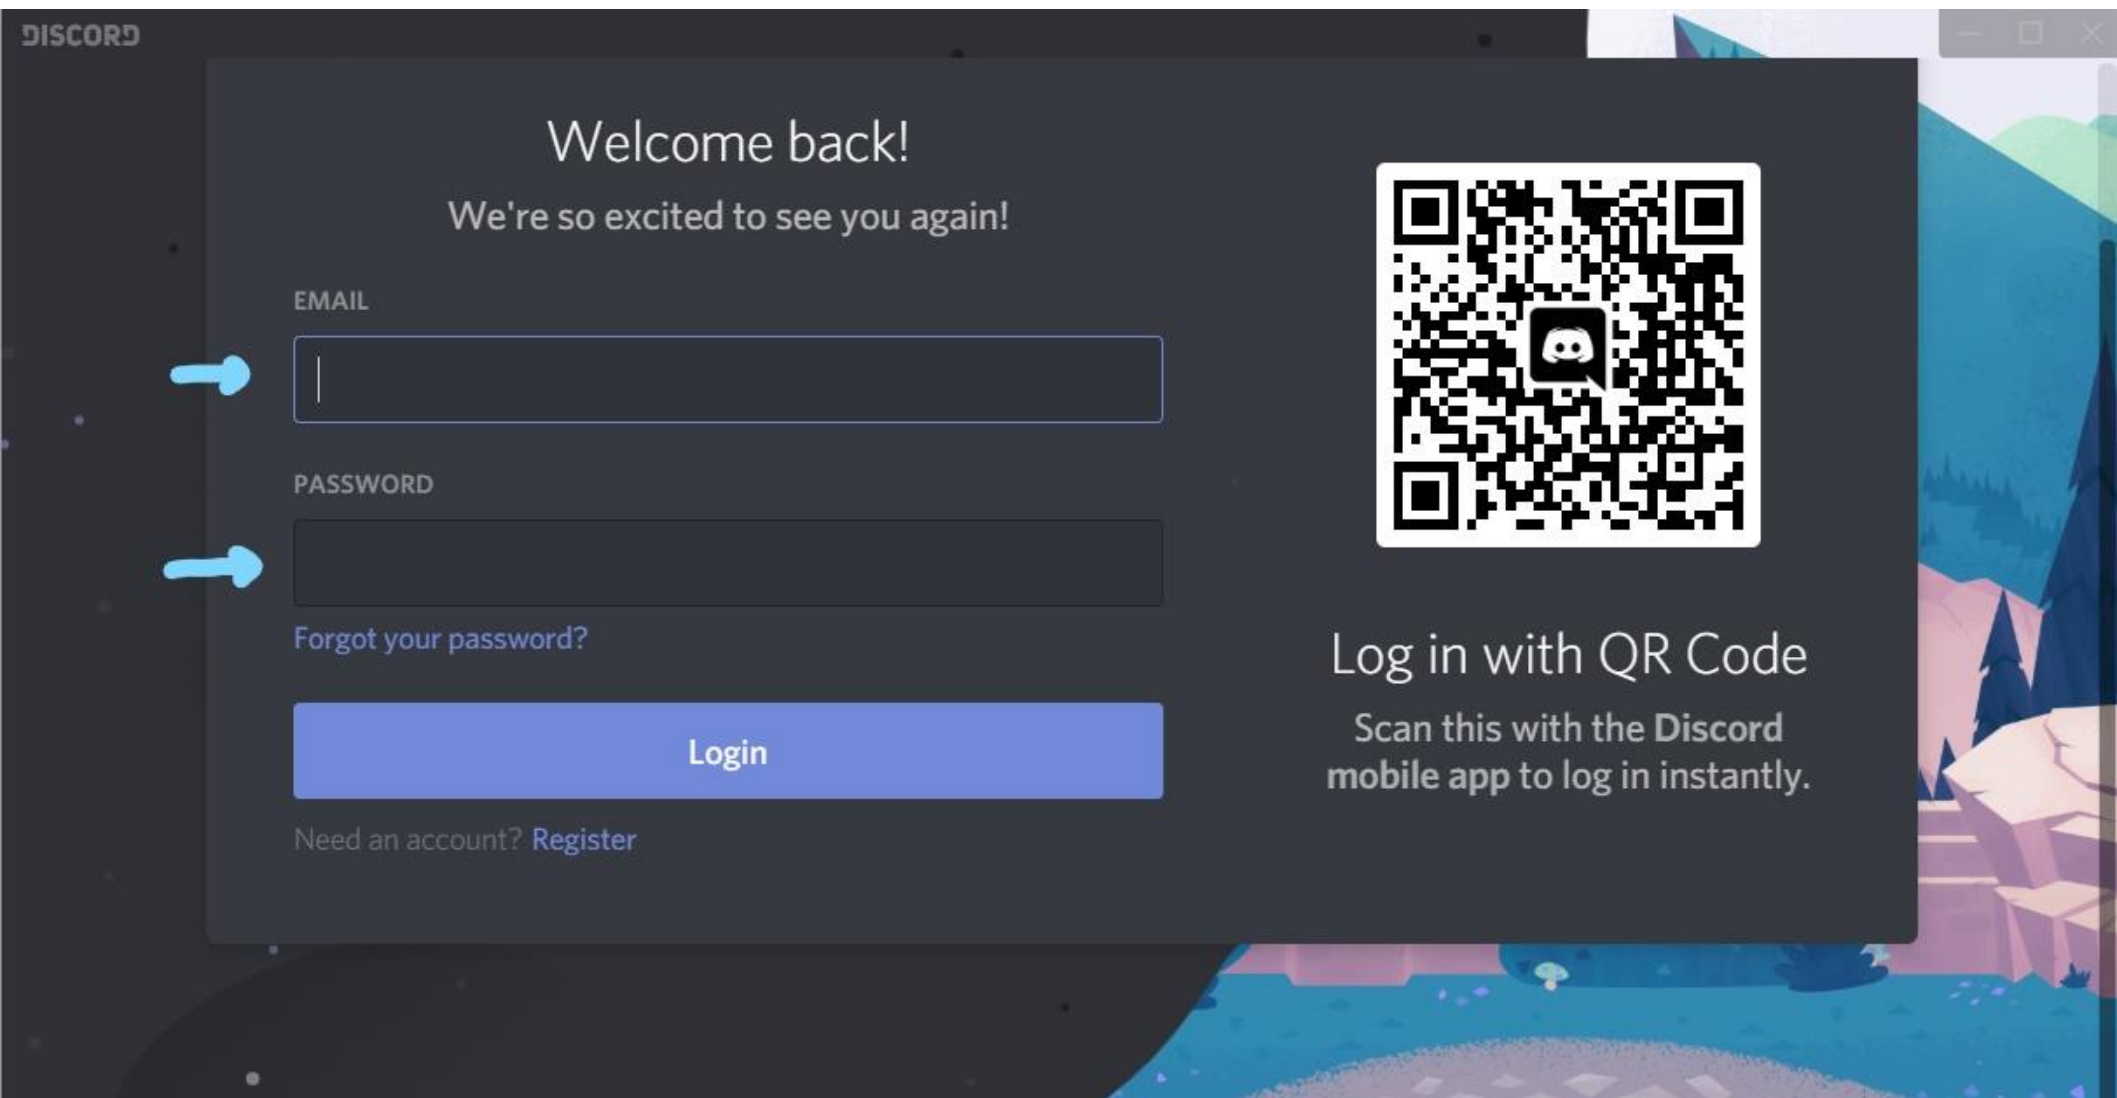 DISCORD
Welcome back!
We're so excited to see you again!
EMAIL
PASSWORD
Forgot your password?
Login
Need an account? Register
Log in with QR Code
Scan this with the Discord
mobile app to log in instantly.